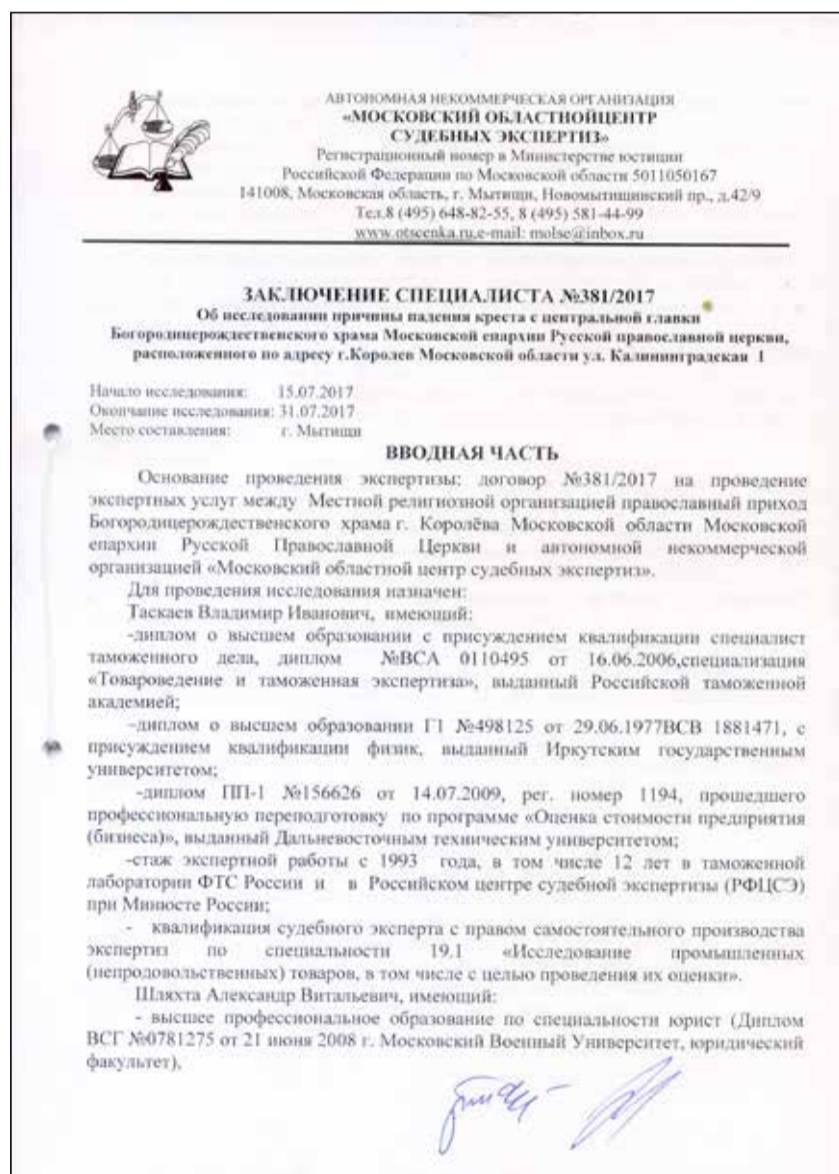 АВТОНОМНАЯ НЕКОММЕРЧЕСКАЯ ОРГАНИЗАЦИЯ
«МОСКОВСКИЙ ОБЛАСТНОЙЦЕНТР
СУДЕБНЫХ ЭКСПЕРТИЗ»
Регистрационный номер в Министерстве юстиции
Российской Федерации по Московской области 5011050167
141008, Московская область, г. Мытищи, Новомытищинский пр., д.42/9
Тел.8 (495) 648-82-55, 8 (495) 581-44-99
www.otscenka.ru,e-mail: molse@inbox.ru
ЗАКЛЮЧЕНИЕ СПЕЦИАЛИСТА №381/2017
Об исследовании причины падения креста с центральной главки
Богородицерождественского храма Московской епархии Русской православной церкви,
расположенного по адресу г.Королев Московской области ул. Калининградская 1
Начало исследования: 15.07.2017
Окончание исследования: 31.07.2017
Место составления: г. Мытищи
ВВОДНАЯ ЧАСТЬ
Основание проведения экспертизы: договор №381/2017 на проведение
экспертных услуг между Местной религиозной организацией православный приход
Богородицерождественского храма г. Королёва Московской области Московской
епархии Русской Православной Церкви и автономной некоммерческой
организацией «Московский областной центр судебных экспертиз».
Для проведения исследования назначен:
Таскаев Владимир Иванович, имеющий:
-диплом о высшем образовании с присуждением квалификации специалист
таможенного дела, диплом №ВСА 0110495 от 16.06.2006,специализация
«Товароведение и таможенная экспертиза», выданный Российской таможенной
академией;
-диплом о высшем образовании Г1 №498125 от 29.06.1977ВСВ 1881471, с
присуждением квалификации физик, выданный Иркутским государственным
университетом;
-диплом ПП-1 №156626 от 14.07.2009, рег. номер 1194, прошедшего
профессиональную переподготовку по программе «Оценка стоимости предприятия
(бизнеса)», выданный Дальневосточным техническим университетом;
-стаж экспертной работы с 1993 года, в том числе 12 лет в таможенной
лаборатории ФТС России и в Российском центре судебной экспертизы (РФЦСЭ)
при Минюсте России;
- квалификация судебного эксперта с правом самостоятельного производства
экспертиз по специальности 19.1 «Исследование промышленных
(непродовольственных) товаров, в том числе с целью проведения их оценки».
Шляхта Александр Витальевич, имеющий:
- высшее профессиональное образование по специальности юрист (Диплом
ВСГ №0781275 от 21 июня 2008 г. Московский Военный Университет, юридический
факультет),